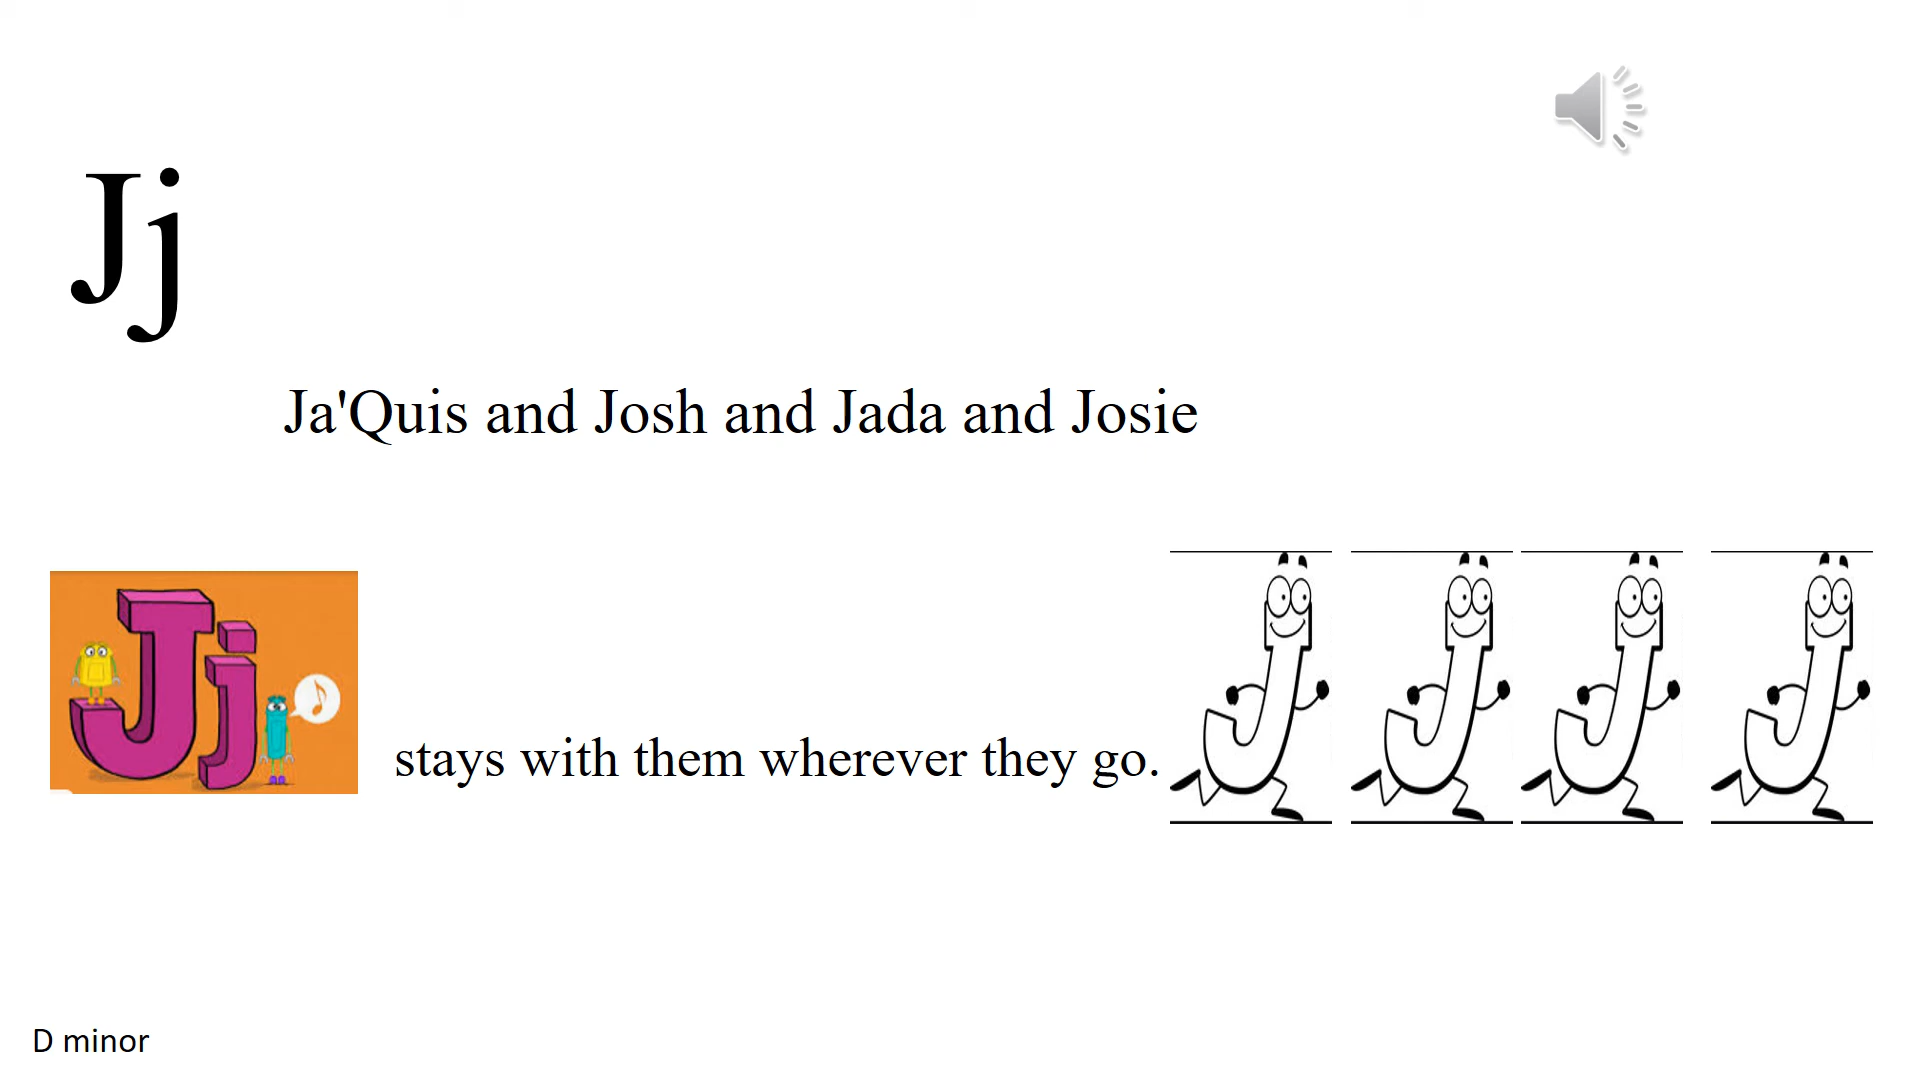 Jj
Ja'Quis and Josh and Jada and Josie
Jj
stays with them wherever they go.
J J J J
D minor